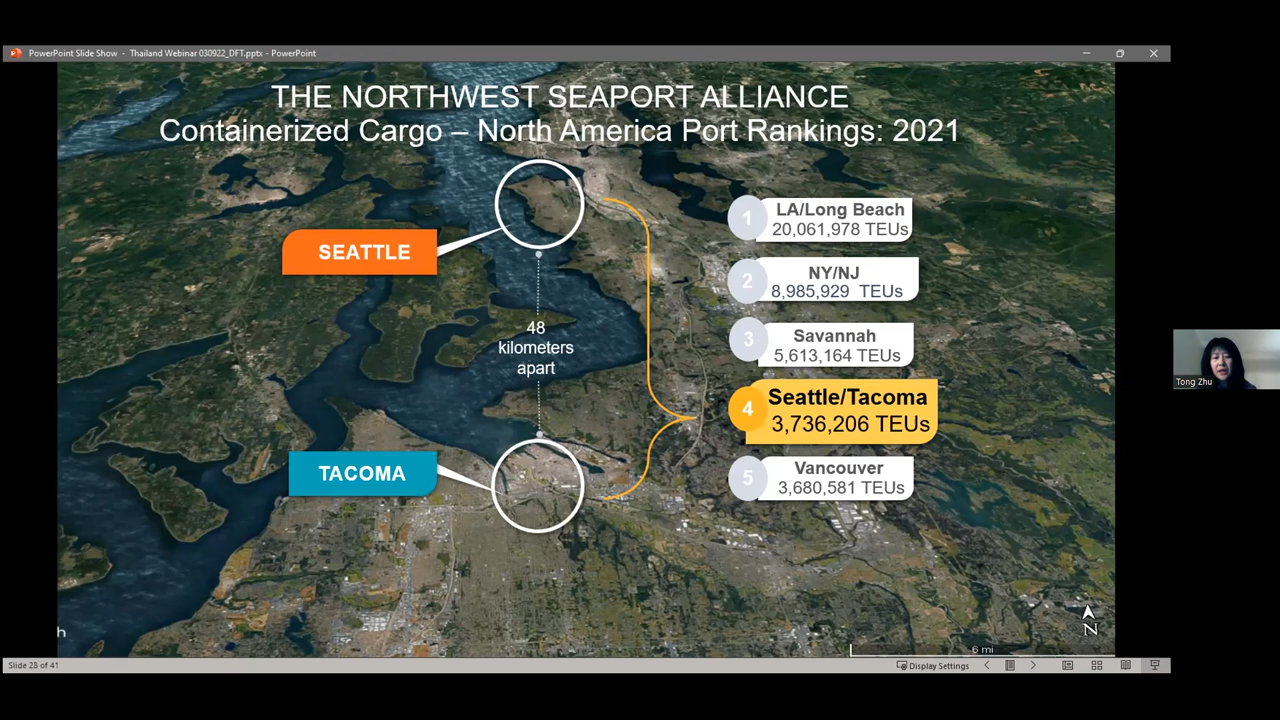 PowerPoint Slide Show - Thailand Webinar 030922_DFT.pptx - PowerPoint
THE NORTHWEST SEAPORT ALLIANCE
Containerized Cargo – North America Port Rankings: 2021
SEATTLE
48
kilometers
apart
TACOMA
1
LA/Long Beach
20,061,978 TEUs
2
NY/NJ
8,985,929 TEUs
3
Savannah
5,613,164 TEUs
4
Seattle/Tacoma
3,736,206 TEUs
5
Vancouver
3,680,581 TEUs
Tong Zhu
h
N
6 mi
Slide 28 of 41
Display Settings